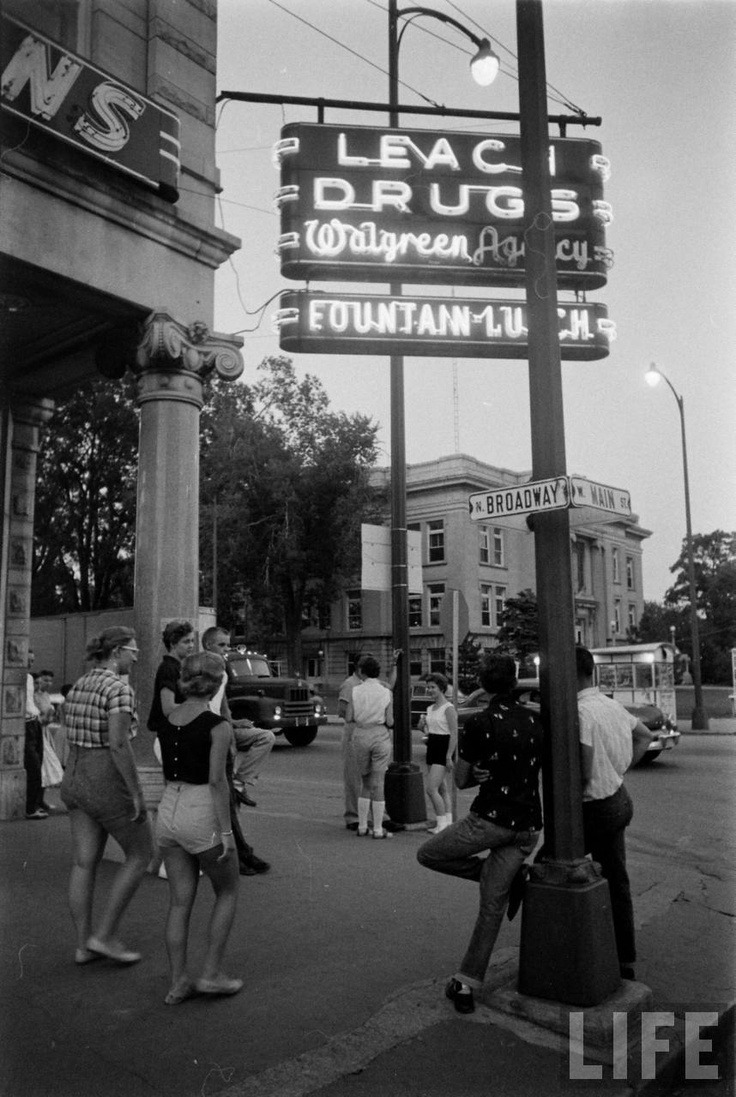 NS
LEACH
DRUGS
Walgreen Agency
FOUNTAIN-LUNCH
N. BROADWAY
W. MAIN ST.
LIFE